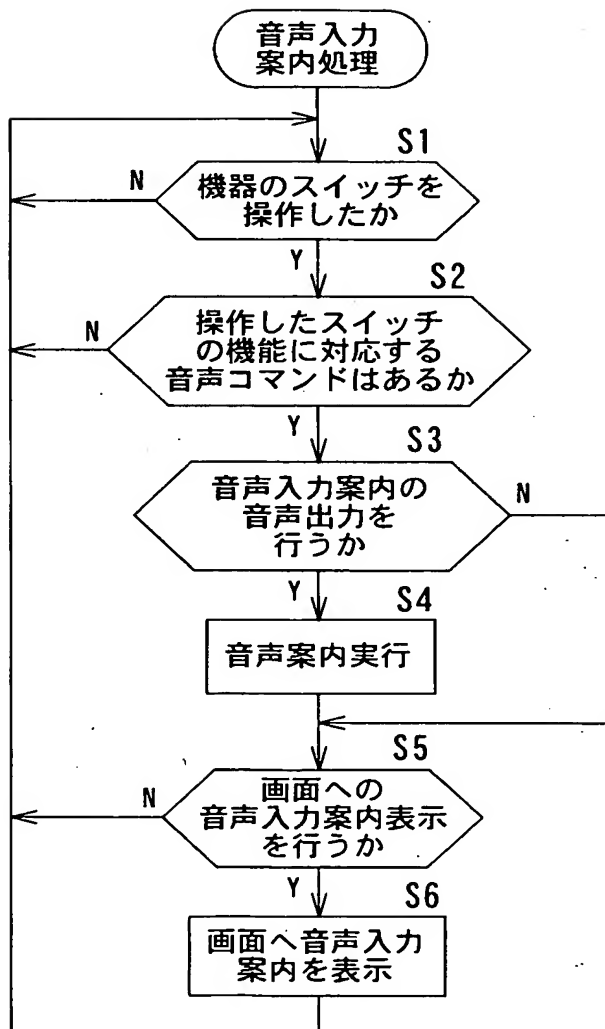 音声入力
案内処理
S1
N
機器のスイッチを
操作したか
Y
S2
N
操作したスイッチ
の機能に対応する
音声コマンドはあるか
Y
S3
音声入力案内の
音声出力を
行うか
N
Y
S4
音声案内実行
S5
N
画面への
音声入力案内表示
を行うか
Y
S6
画面へ音声入力
案内を表示